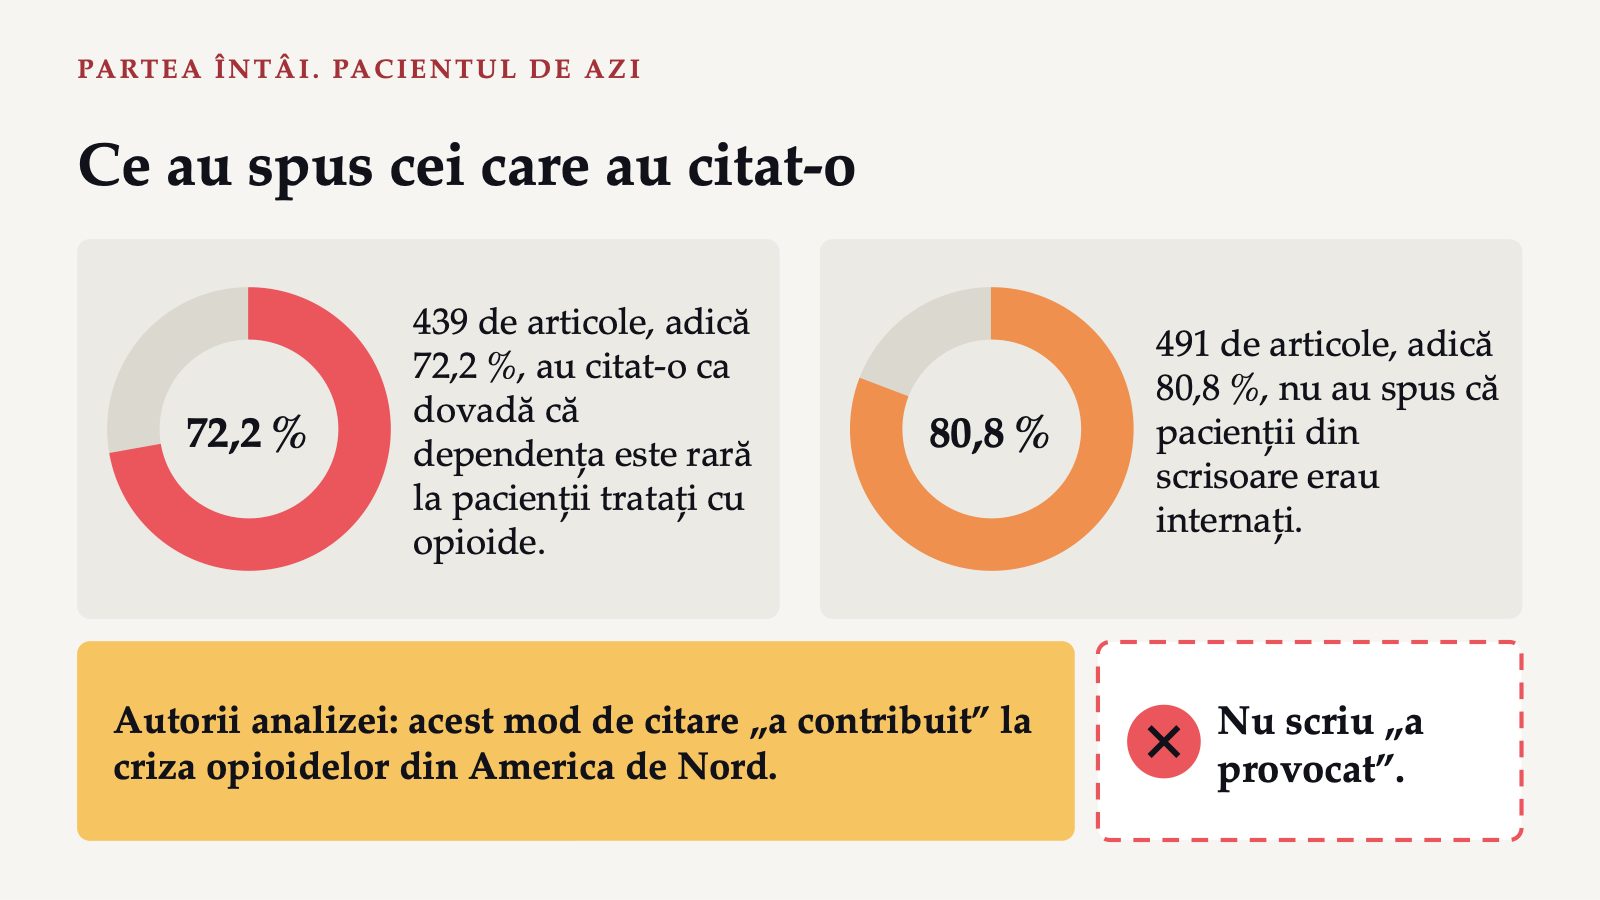 PARTEA ÎNTÂI. PACIENTUL DE AZI
Ce au spus cei care au citat-o
72,2 %
439 de articole, adică
72,2 %, au citat-o ca
dovadă că
dependența este rară
la pacienții tratați cu
opioide.
80,8 %
491 de articole, adică
80,8 %, nu au spus că
pacienții din
scrisoare erau
internați.
Autorii analizei: acest mod de citare „a contribuit” la
criza opioidelor din America de Nord.
Nu scriu „a
provocat”.